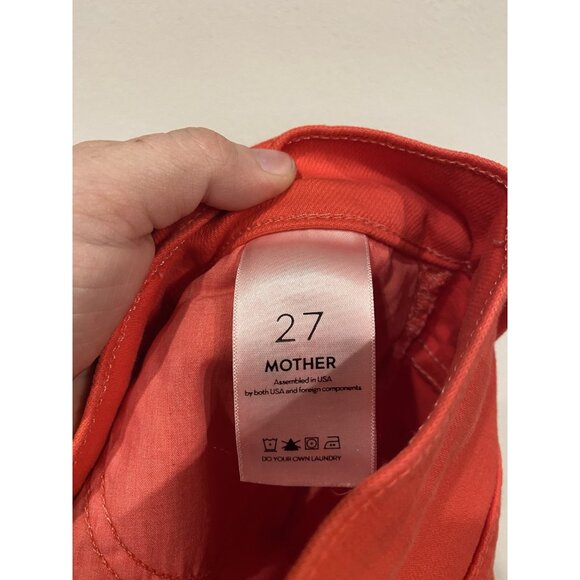 27
MOTHER
Assembled in USA
by both USA and foreign components
DO YOUR OWN LAUNDRY